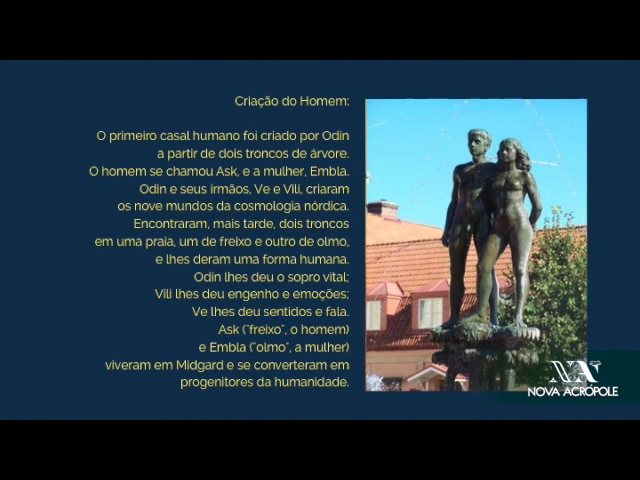 Criação do Homem:
O primeiro casal humano foi criado por Odin
a partir de dois troncos de árvore.
O homem se chamou Ask, e a mulher, Embla.
Odin e seus irmãos, Ve e Vili, criaram
os nove mundos da cosmologia nórdica.
Encontraram, mais tarde, dois troncos
em uma praia, um de freixo e outro de olmo,
e lhes deram uma forma humana.
Odin lhes deu o sopro vital;
Vili lhes deu engenho e emoções;
Ve lhes deu sentidos e fala.
Ask ("freixo", o homem)
e Embla ("olmo", a mulher)
viveram em Midgard e se converteram em
progenitores da humanidade.
NA
NOVA ACRÓPOLE